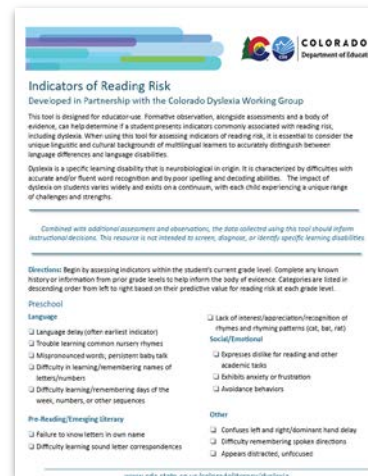 COLORADO
Department of Educat
Indicators of Reading Risk
Developed in Partnership with the Colorado Dyslexia Working Group
This tool is designed for educator-use. Formative observation, alongside assessments and a body of
evidence, can help determine if a student presents indicators commonly associated with reading risk,
including dyslexia. When using this tool for assessing indicators of reading risk, it is essential to consider the
unique linguistic and cultural backgrounds of multilingual learners to accurately distinguish between
language differences and language disabilities.
Dyslexia is a specific learning disability that is neurobiological in origin. It is characterized by difficulties with
accurate and/or fluent word recognition and by poor spelling and decoding abilities. The impact of
dyslexia on students varies widely and exists on a continuum, with each child experiencing a unique range
of challenges and strengths.
Combined with additional assessment and observations, the data collected using this tool should inform
instructional decisions. This resource is not intended to screen, diagnose, or identify specific learning disabilities
Directions: Begin by assessing indicators within the student's current grade level. Complete any known
history or information from prior grade levels to help inform the body of evidence. Categories are listed in
descending order from left to right based on their predictive value for reading risk at each grade level.
Preschool
Language
Language delay (often earliest indicator)
Trouble learning common nursery rhymes
Mispronounced words; persistent baby talk
Difficulty in learning/remembering names of
letters/numbers
Difficulty learning/remembering days of the
week, numbers, or other sequences
Pre-Reading/Emerging Literacy
Failure to know letters in own name
Difficulty learning sound letter correspondences
Lack of interest/appreciation/recognition of
rhymes and rhyming patterns (cat, bat, rat)
Social/Emotional
Expresses dislike for reading and other
academic tasks
Exhibits anxiety or frustration
Avoidance behaviors
Other
Confuses left and right/dominant hand delay
Difficulty remembering spoken directions
Appears distracted, unfocused